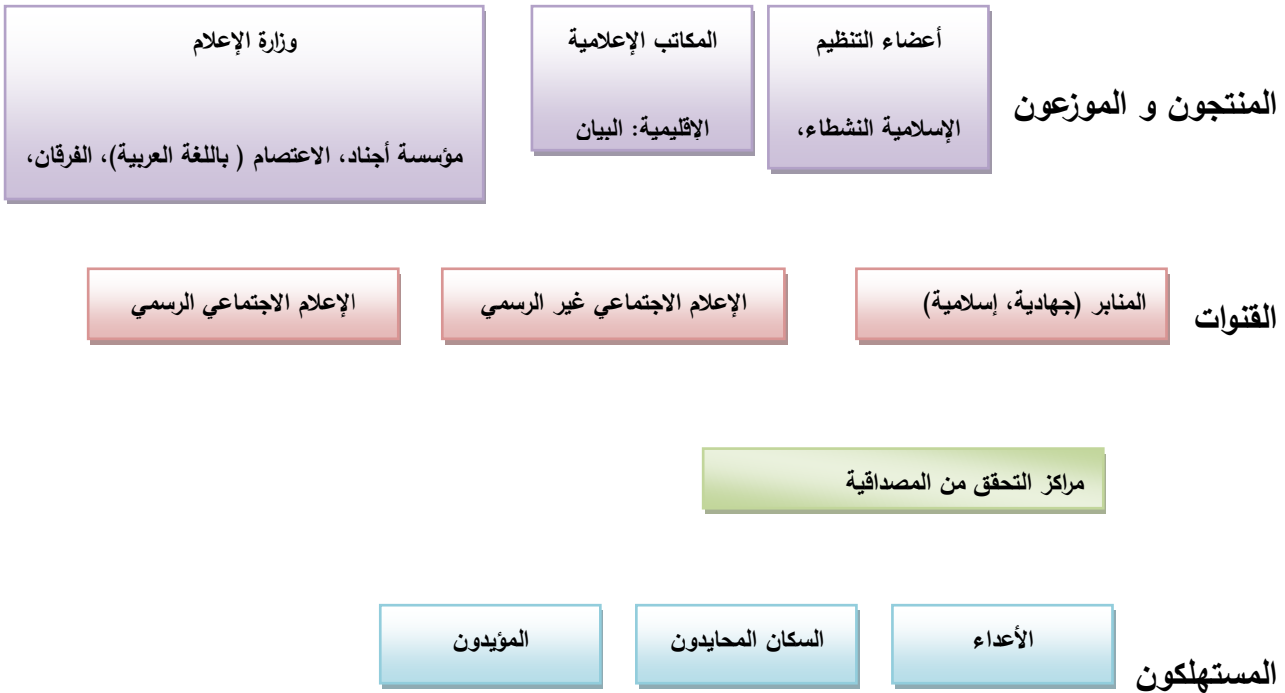 المنتجون و الموزعون
أعضاء التنظيم
الإسلامية النشطاء،
المكاتب الإعلامية
الإقليمية: البيان
وزارة الإعلام
مؤسسة أجناد، الاعتصام ( باللغة العربية)، الفرقان،
القنوات
المنابر (جهادية، إسلامية)
الإعلام الاجتماعي غير الرسمي
الإعلام الاجتماعي الرسمي
مراكز التحقق من المصداقية
المستهلكون
الأعداء
السكان المحايدون
المؤيدون